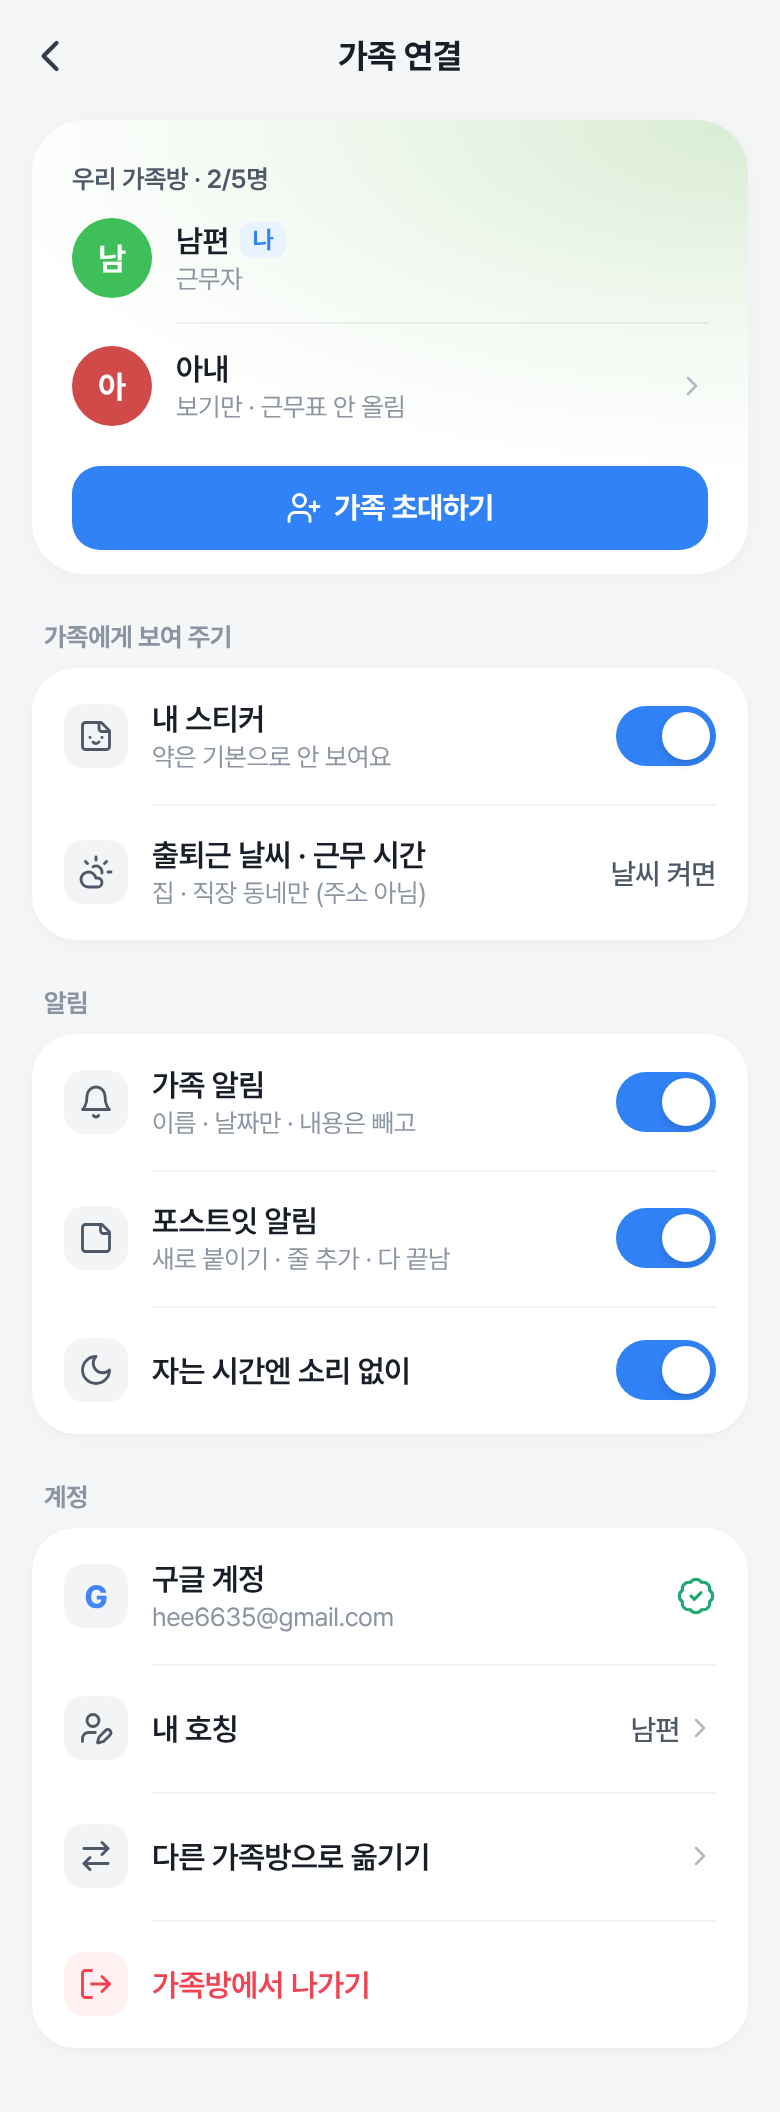 가족 연결
우리 가족방 · 2/5명
남
남편 나
근무자
아
아내
보기만 · 근무표 안 올림
가족 초대하기
가족에게 보여 주기
내 스티커
약은 기본으로 안 보여요
출퇴근 날씨 · 근무 시간
집 · 직장 동네만 (주소 아님)
날씨 켜면
알림
가족 알림
이름 · 날짜만 · 내용은 빼고
포스트잇 알림
새로 붙이기 · 줄 추가 · 다 끝남
자는 시간엔 소리 없이
계정
G
구글 계정
hee6635@gmail.com
내 호칭
남편
다른 가족방으로 옮기기
가족방에서 나가기